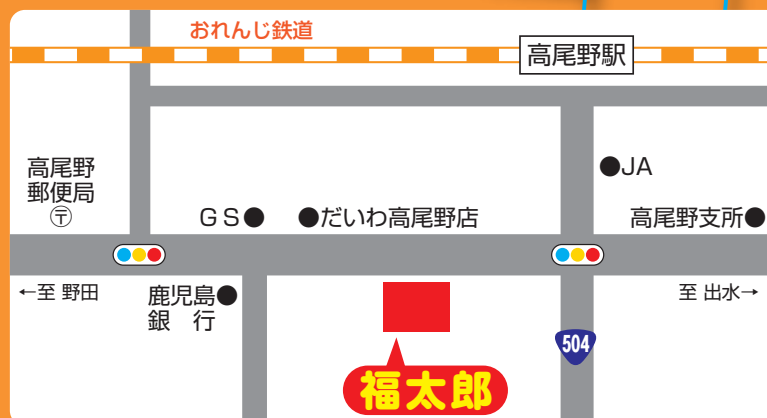 おれんじ鉄道
高尾野駅
高尾野
郵便局
〒
●JA
GS●
●だいわ高尾野店
高尾野支所●
←至 野田
鹿児島●
銀 行
至 出水→
504
福太郎